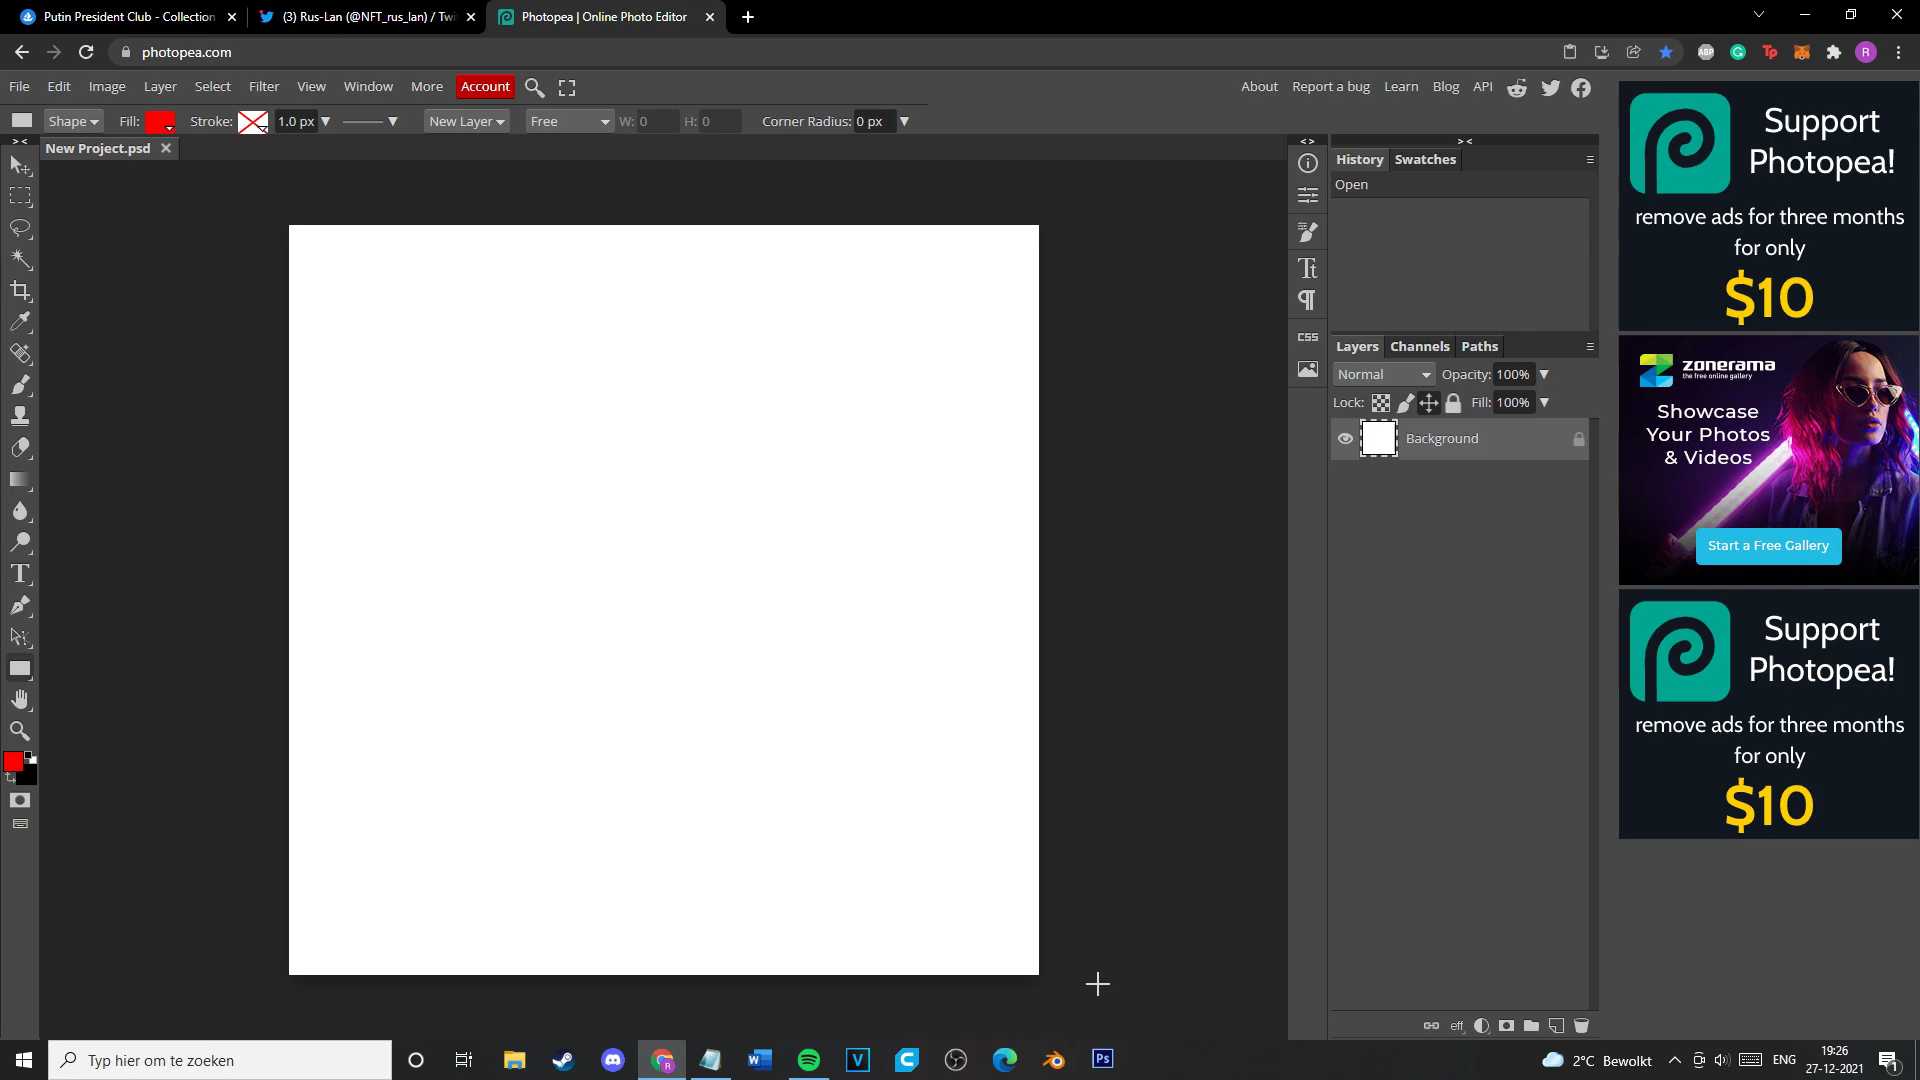 Putin President Club - Collection
(3) Rus-Lan (@NFT_rus_lan) / Twi
Photopea | Online Photo Editor
photopea.com
ABP
R
File Edit Image Layer Select Filter View Window More Account
About Report a bug Learn Blog API
Shape Fill: Stroke: 1.0 px New Layer Free W: 0 H: 0 Corner Radius: 0 px
New Project.psd
History Swatches
Open
CSS
Layers Channels Paths
Normal Opacity: 100%
Lock: Fill: 100%
Background
eff
Support
Photopea!
remove ads for three months
for only
$10
zonerama
the free online gallery
Showcase
Your Photos
& Videos
Start a Free Gallery
Support
Photopea!
remove ads for three months
for only
$10
Typ hier om te zoeken
2°C Bewolkt
ENG
19:26
27-12-2021
1